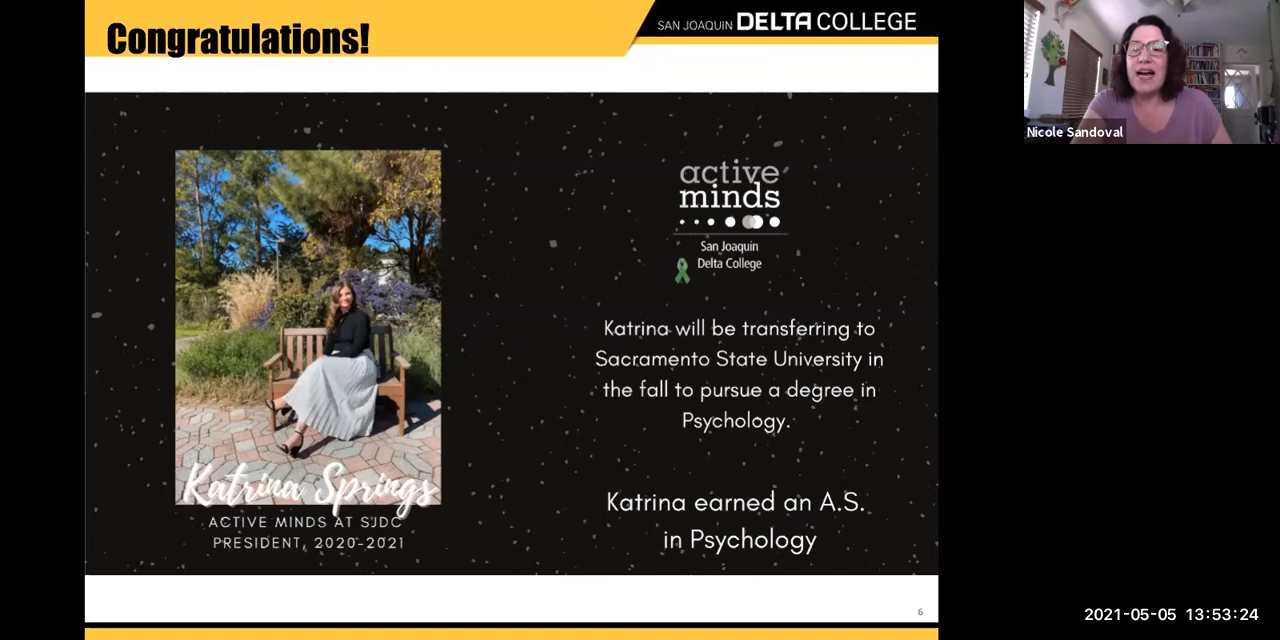 Congratulations!
SAN JOAQUIN DELTA COLLEGE
Nicole Sandoval
active
minds
San Joaquin
Delta College
Katrina will be transferring to
Sacramento State University in
the fall to pursue a degree in
Psychology.
Katrina Springs
ACTIVE MINDS AT SJDC
PRESIDENT, 2020-2021
Katrina earned an A.S.
in Psychology
6
2021-05-05 13:53:24